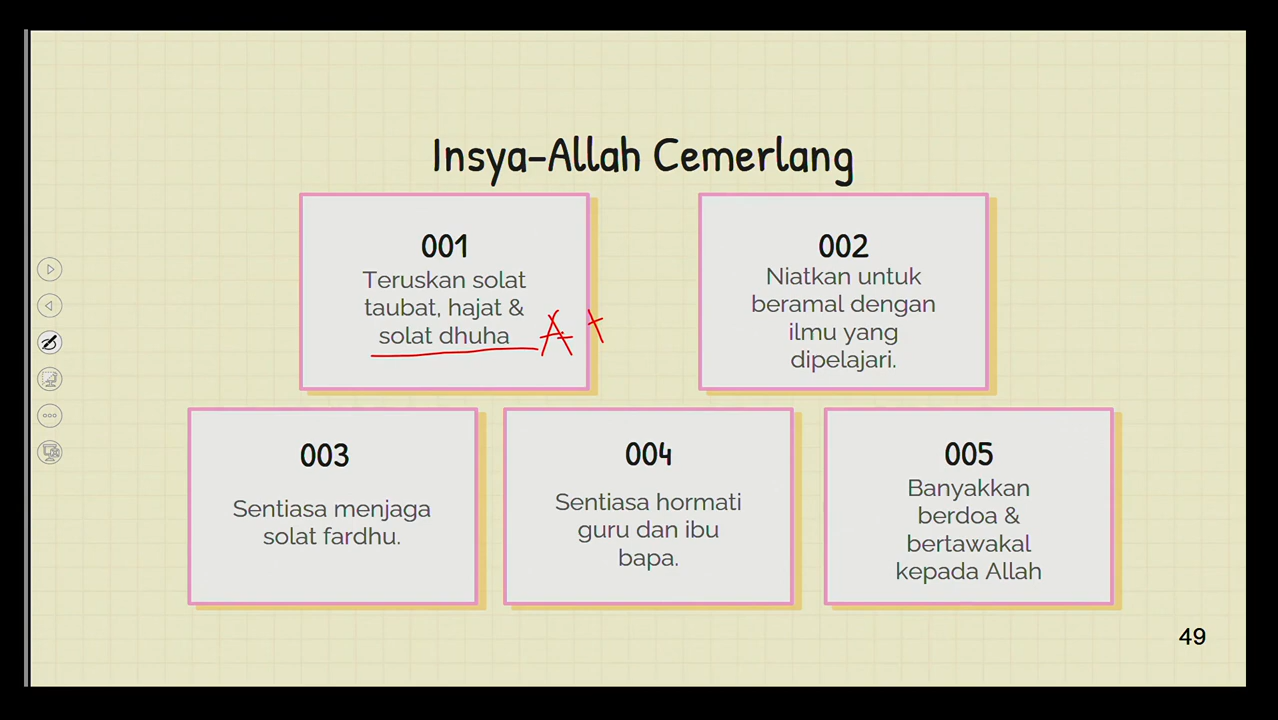 Insya-Allah Cemerlang
001
Teruskan solat
taubat, hajat &
solat dhuha A+
002
Niatkan untuk
beramal dengan
ilmu yang
dipelajari.
003
Sentiasa menjaga
solat fardhu.
004
Sentiasa hormati
guru dan ibu
bapa.
005
Banyakkan
berdoa &
bertawakal
kepada Allah
49